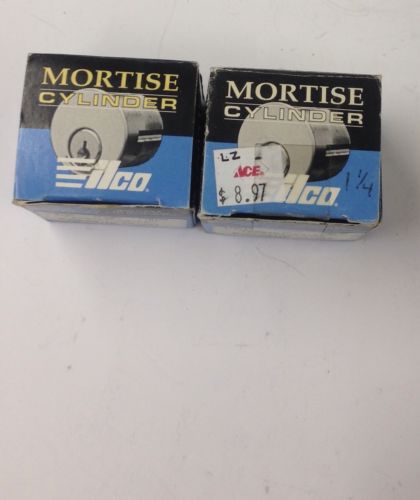 MORTISE
CYLINDER
ilco
MORTISE
CYLINDER
LZ
ACE
$ 8.97
ilco
1 1/4